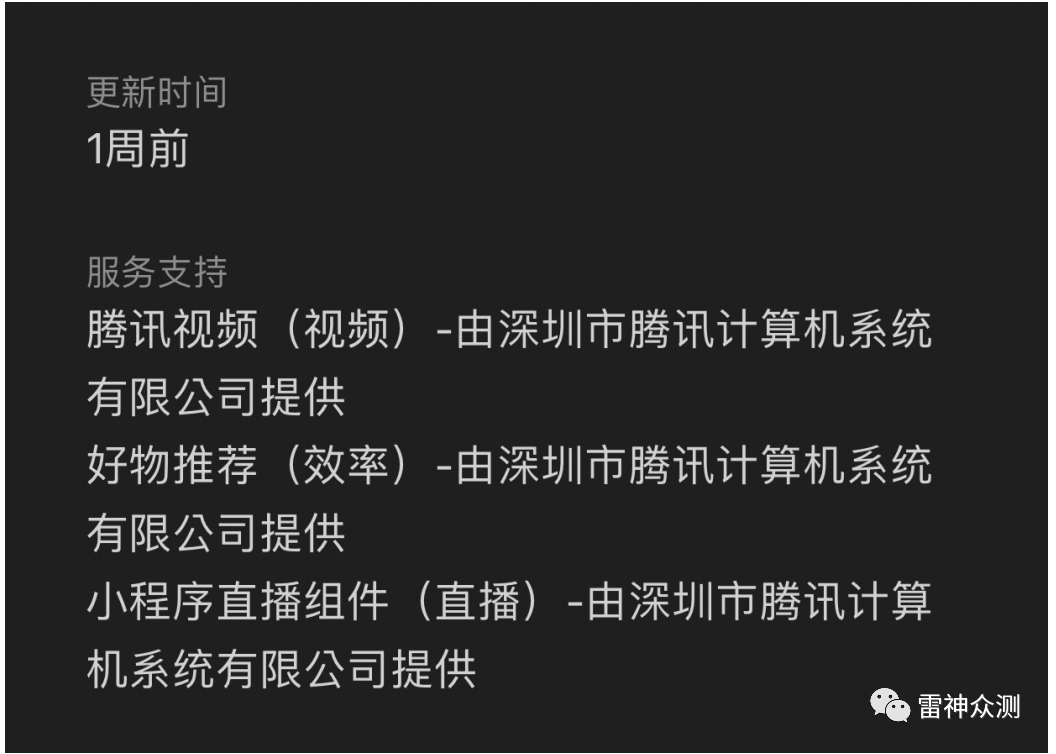 更新时间
1周前
服务支持
腾讯视频（视频）-由深圳市腾讯计算机系统
有限公司提供
好物推荐（效率）-由深圳市腾讯计算机系统
有限公司提供
小程序直播组件（直播）-由深圳市腾讯计算
机系统有限公司提供
雷神众测